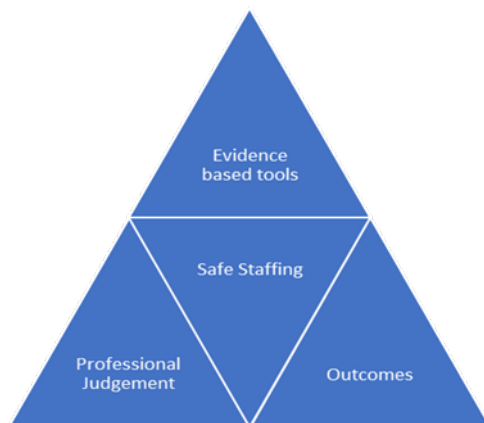 Evidence
based tools
Safe Staffing
Professional
Judgement
Outcomes